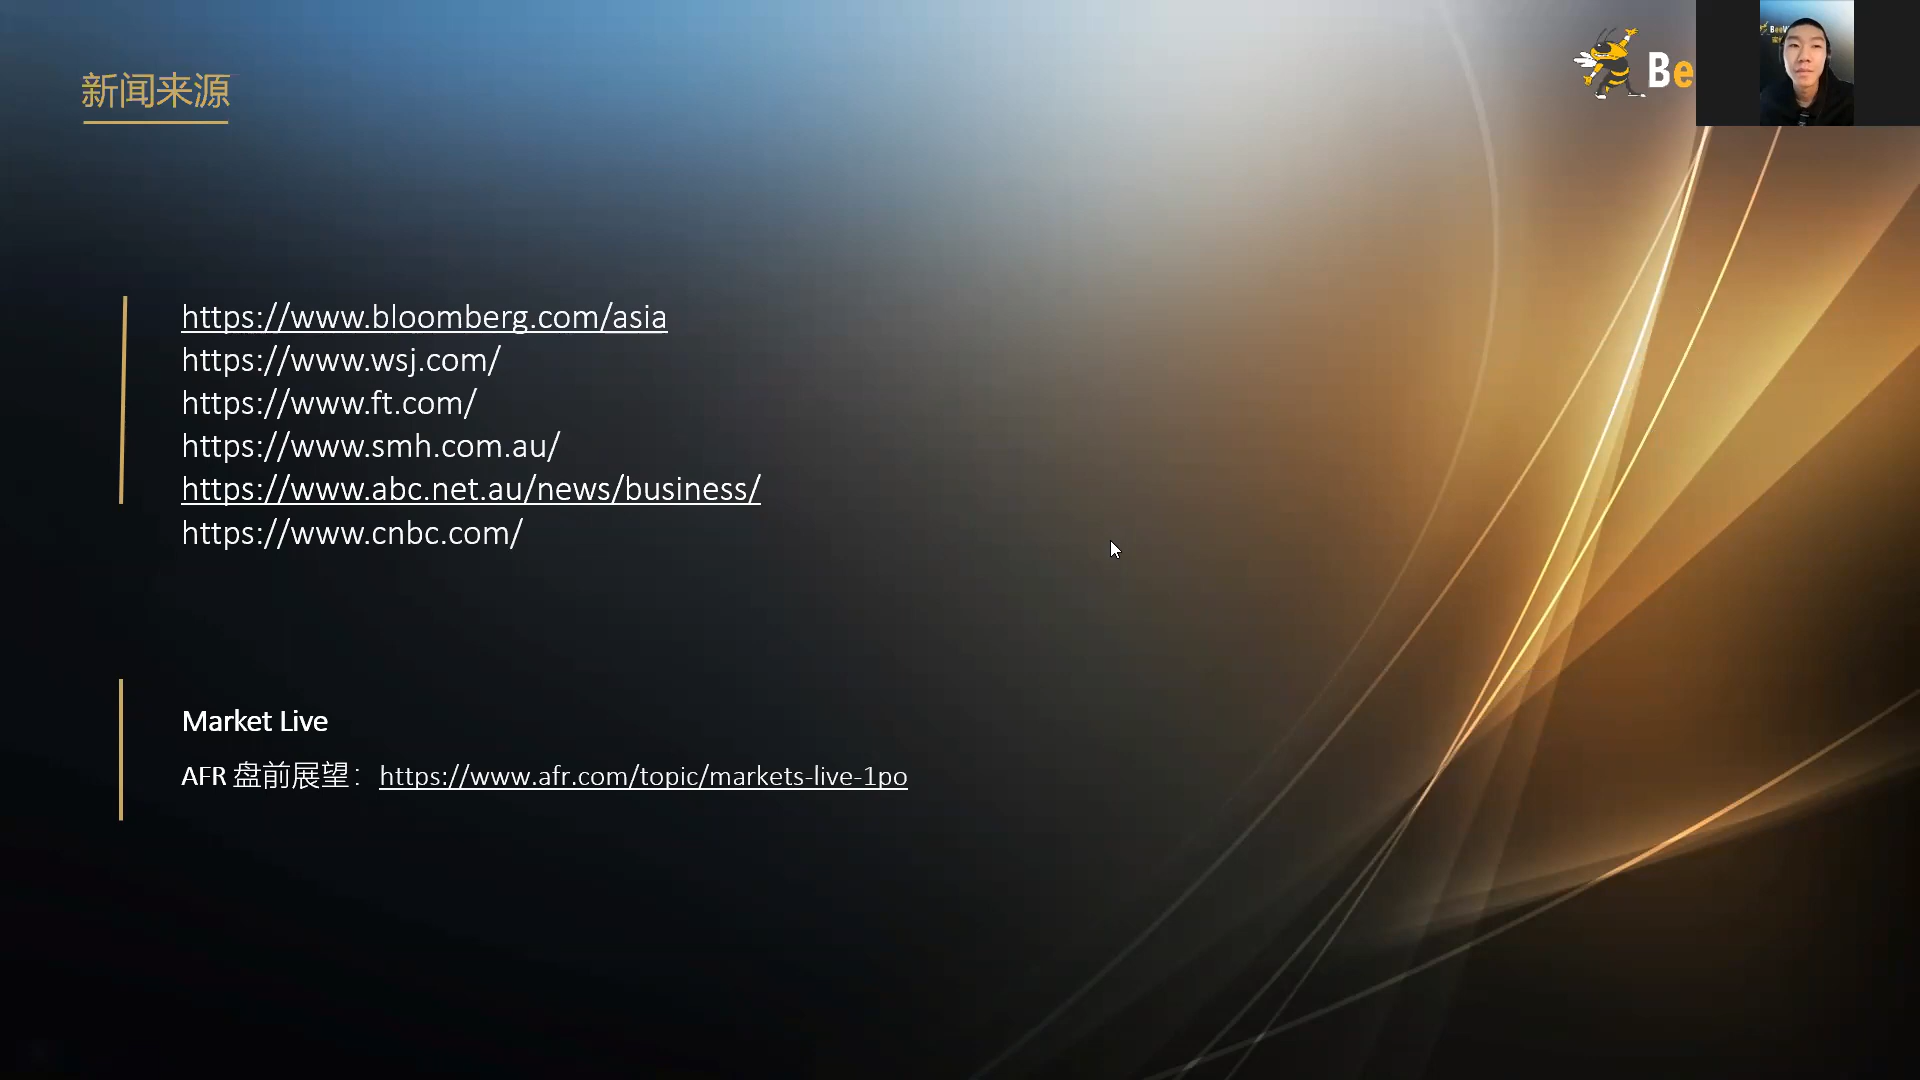 新闻来源
Be
https://www.bloomberg.com/asia
https://www.wsj.com/
https://www.ft.com/
https://www.smh.com.au/
https://www.abc.net.au/news/business/
https://www.cnbc.com/
Market Live
AFR 盘前展望：https://www.afr.com/topic/markets-live-1po